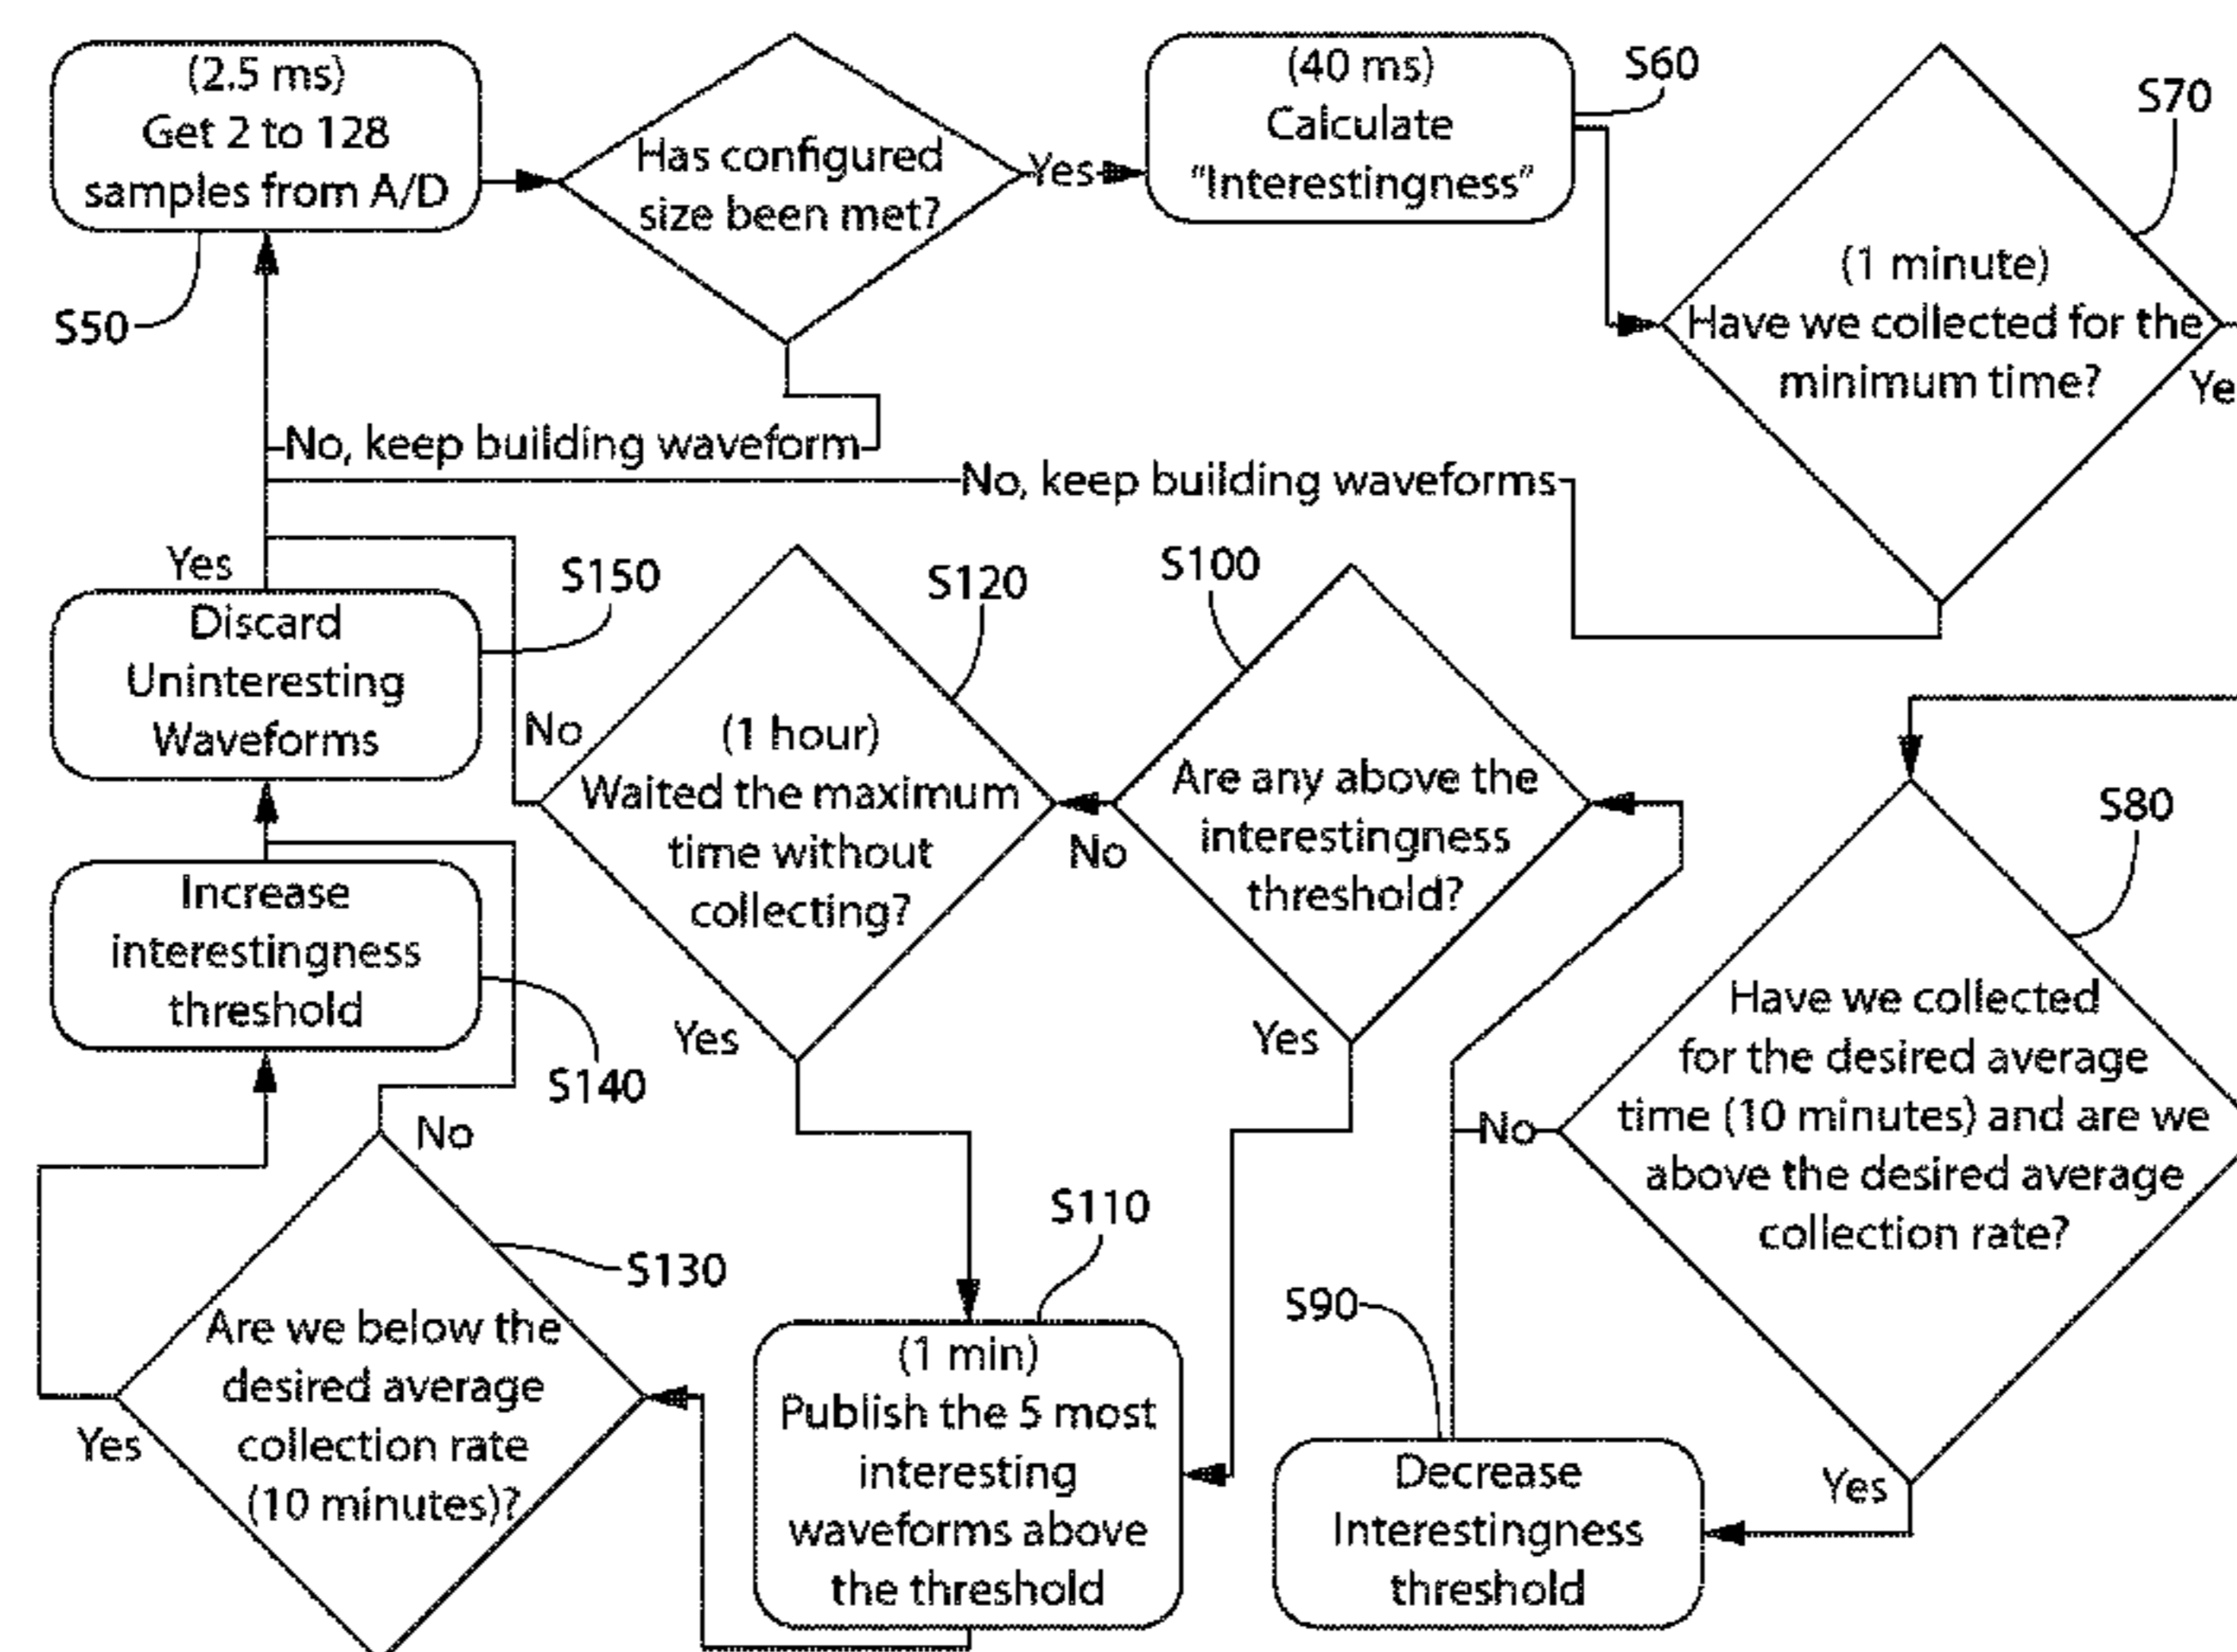 (2.5 ms)
Get 2 to 128
samples from A/D
S50
Has configured
size been met?
Yes
(40 ms)
Calculate
"Interestingness"
S60
S70
(1 minute)
Have we collected for the
minimum time?
Ye
No, keep building waveform
No, keep building waveforms
Yes
S150
Discard
Uninteresting
Waveforms
No
S120
(1 hour)
Waited the maximum
time without
collecting?
Yes
S100
Are any above the
interestingness
threshold?
No
Yes
S80
Have we collected
for the desired average
time (10 minutes) and are we
above the desired average
collection rate?
No
Yes
Increase
interestingness
threshold
S140
No
S130
Are we below the
desired average
collection rate
(10 minutes)?
Yes
S110
(1 min)
Publish the 5 most
interesting
waveforms above
the threshold
S90
Decrease
Interestingness
threshold